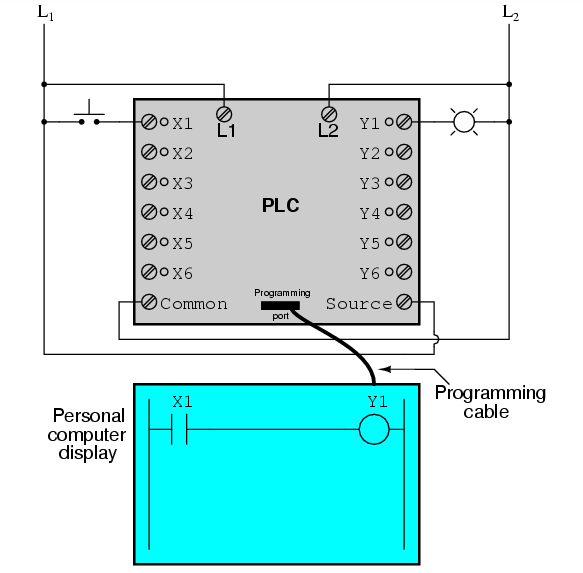 L1 L2
L1 L2
X1 Y1
X2 Y2
X3 Y3
PLC
X4 Y4
X5 Y5
X6 Y6
Programming
port
Common Source
Programming
cable
Personal
computer
display
X1 Y1